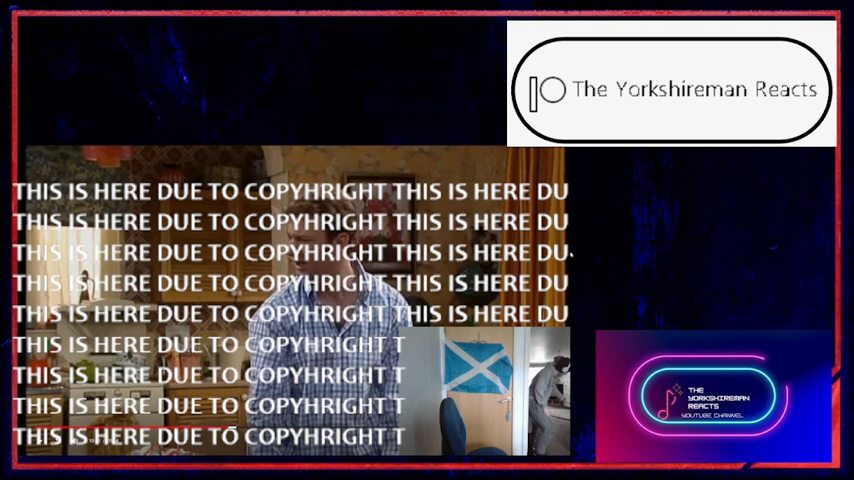 The Yorkshireman Reacts
THIS IS HERE DUE TO COPYHRIGHT THIS IS HERE DU
THIS IS HERE DUE TO COPYHRIGHT THIS IS HERE DU
THIS IS HERE DUE TO COPYHRIGHT THIS IS HERE DU
THIS IS HERE DUE TO COPYHRIGHT THIS IS HERE DU
THIS IS HERE DUE TO COPYHRIGHT THIS IS HERE DU
THIS IS HERE DUE TO COPYHRIGHT T
THIS IS HERE DUE TO COPYHRIGHT T
THIS IS HERE DUE TO COPYHRIGHT T
THIS IS HERE DUE TO COPYHRIGHT T
THE
YORKSHIREMAN
REACTS
YOUTUBE CHANNEL